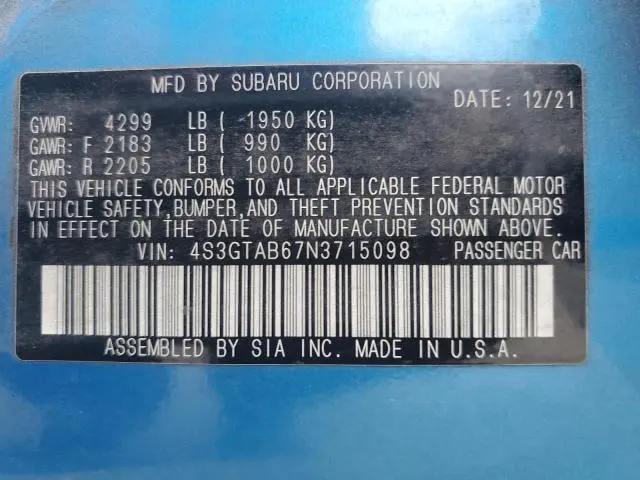 MFD BY SUBARU CORPORATION
DATE: 12/21
GVWR: 4299 LB ( 1950 KG)
GAWR: F 2183 LB ( 990 KG)
GAWR: R 2205 LB ( 1000 KG)
THIS VEHICLE CONFORMS TO ALL APPLICABLE FEDERAL MOTOR
VEHICLE SAFETY,BUMPER,AND THEFT PREVENTION STANDARDS
IN EFFECT ON THE DATE OF MANUFACTURE SHOWN ABOVE.
VIN: 4S3GTAB67N3715098 PASSENGER CAR
ASSEMBLED BY SIA INC. MADE IN U.S.A.